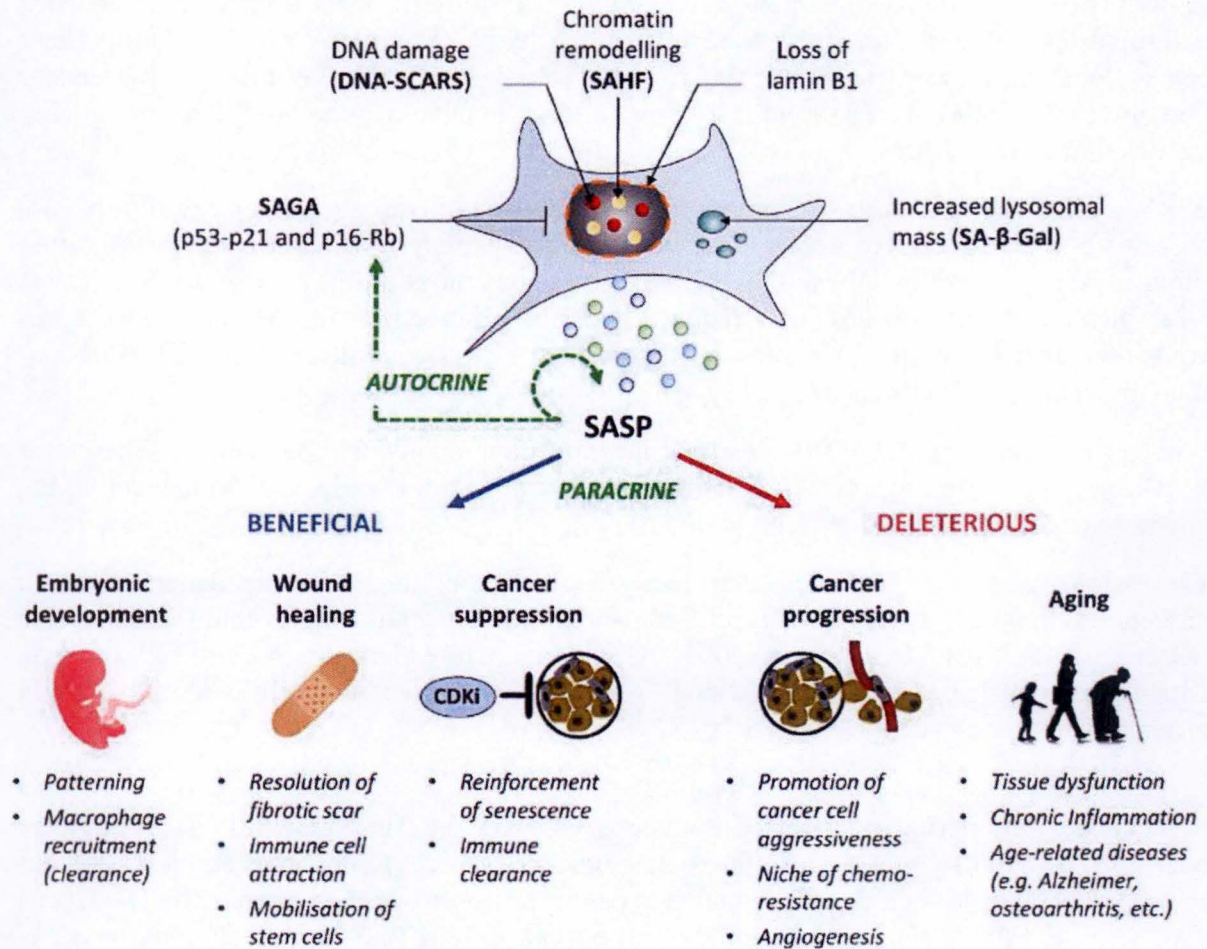 Chromatin
remodelling
(SAHF)
DNA damage
(DNA-SCARS)
Loss of
lamin B1
SAGA
(p53-p21 and p16-Rb)
Increased lysosomal
mass (SA-β-Gal)
AUTOCRINE
SASP
PARACRINE
BENEFICIAL
DELETERIOUS
Embryonic
development
Wound
healing
Cancer
suppression
Cancer
progression
Aging
CDKi
• Patterning
• Macrophage
recruitment
(clearance)
• Resolution of
fibrotic scar
• Immune cell
attraction
• Mobilisation of
stem cells
• Reinforcement
of senescence
• Immune
clearance
• Promotion of
cancer cell
aggressiveness
• Niche of chemo-
resistance
• Angiogenesis
• Tissue dysfunction
• Chronic Inflammation
• Age-related diseases
(e.g. Alzheimer,
osteoarthritis, etc.)